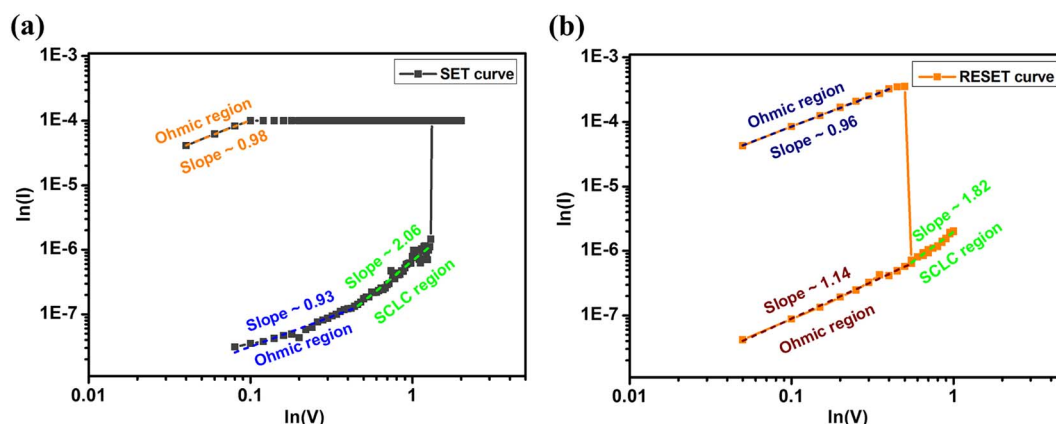 (a)
1E-3
1E-4
1E-5
1E-6
1E-7
ln(I)
SET curve
Ohmic region
Slope ~ 0.98
Slope ~ 2.06
SCLC region
Slope ~ 0.93
Ohmic region
0.01
0.1
1
ln(V)
(b)
1E-3
1E-4
1E-5
1E-6
1E-7
ln(I)
RESET curve
Ohmic region
Slope ~ 0.96
Slope ~ 1.82
SCLC region
Slope ~ 1.14
Ohmic region
0.01
0.1
1
ln(V)